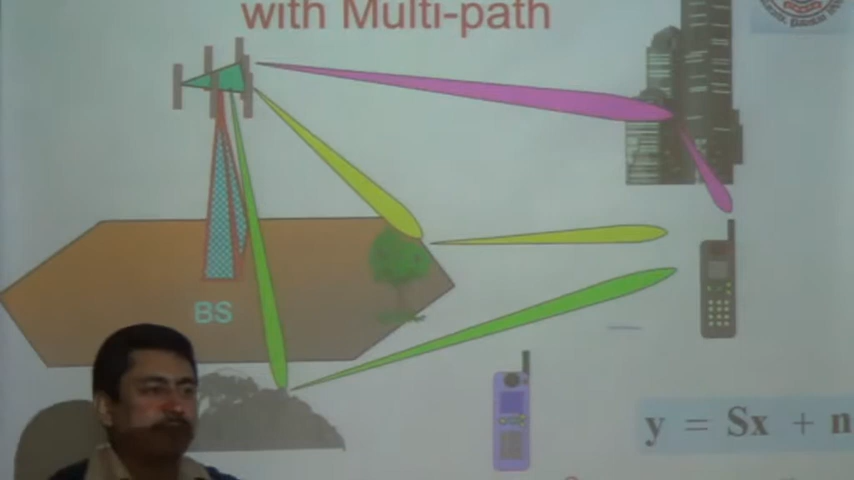 with Multi-path
BS
y = Sx + n